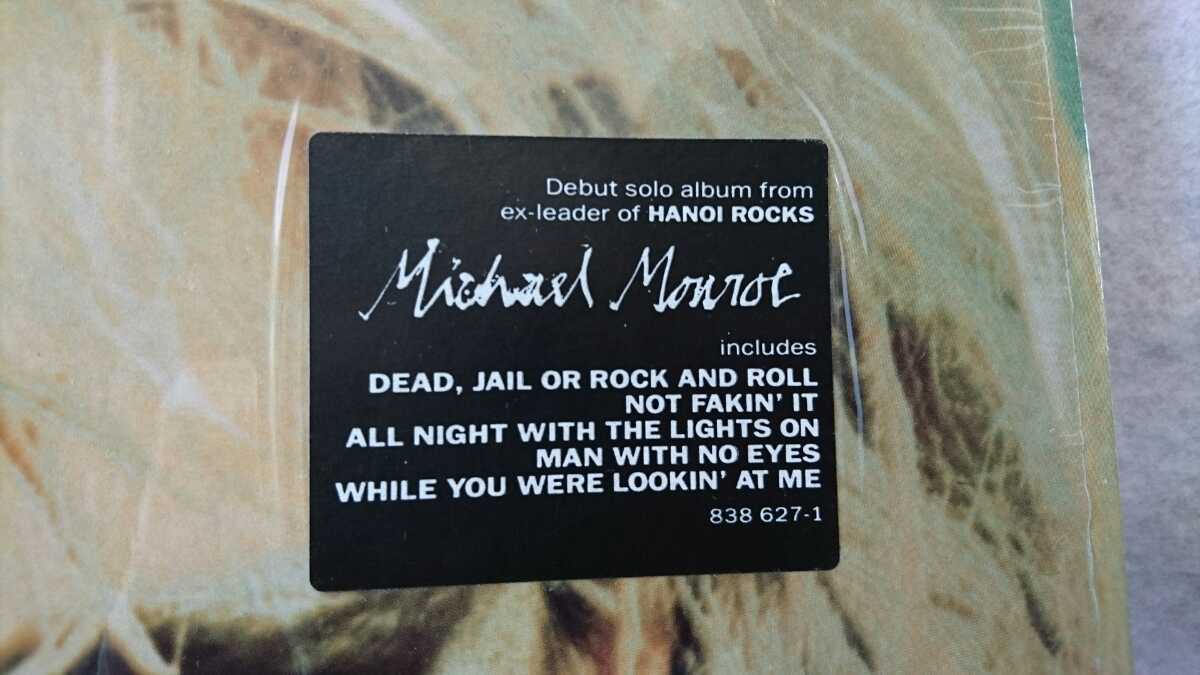 Debut solo album from
ex-leader of HANOI ROCKS
Michael Monroe
includes
DEAD, JAIL OR ROCK AND ROLL
NOT FAKIN' IT
ALL NIGHT WITH THE LIGHTS ON
MAN WITH NO EYES
WHILE YOU WERE LOOKIN' AT ME
838 627-1